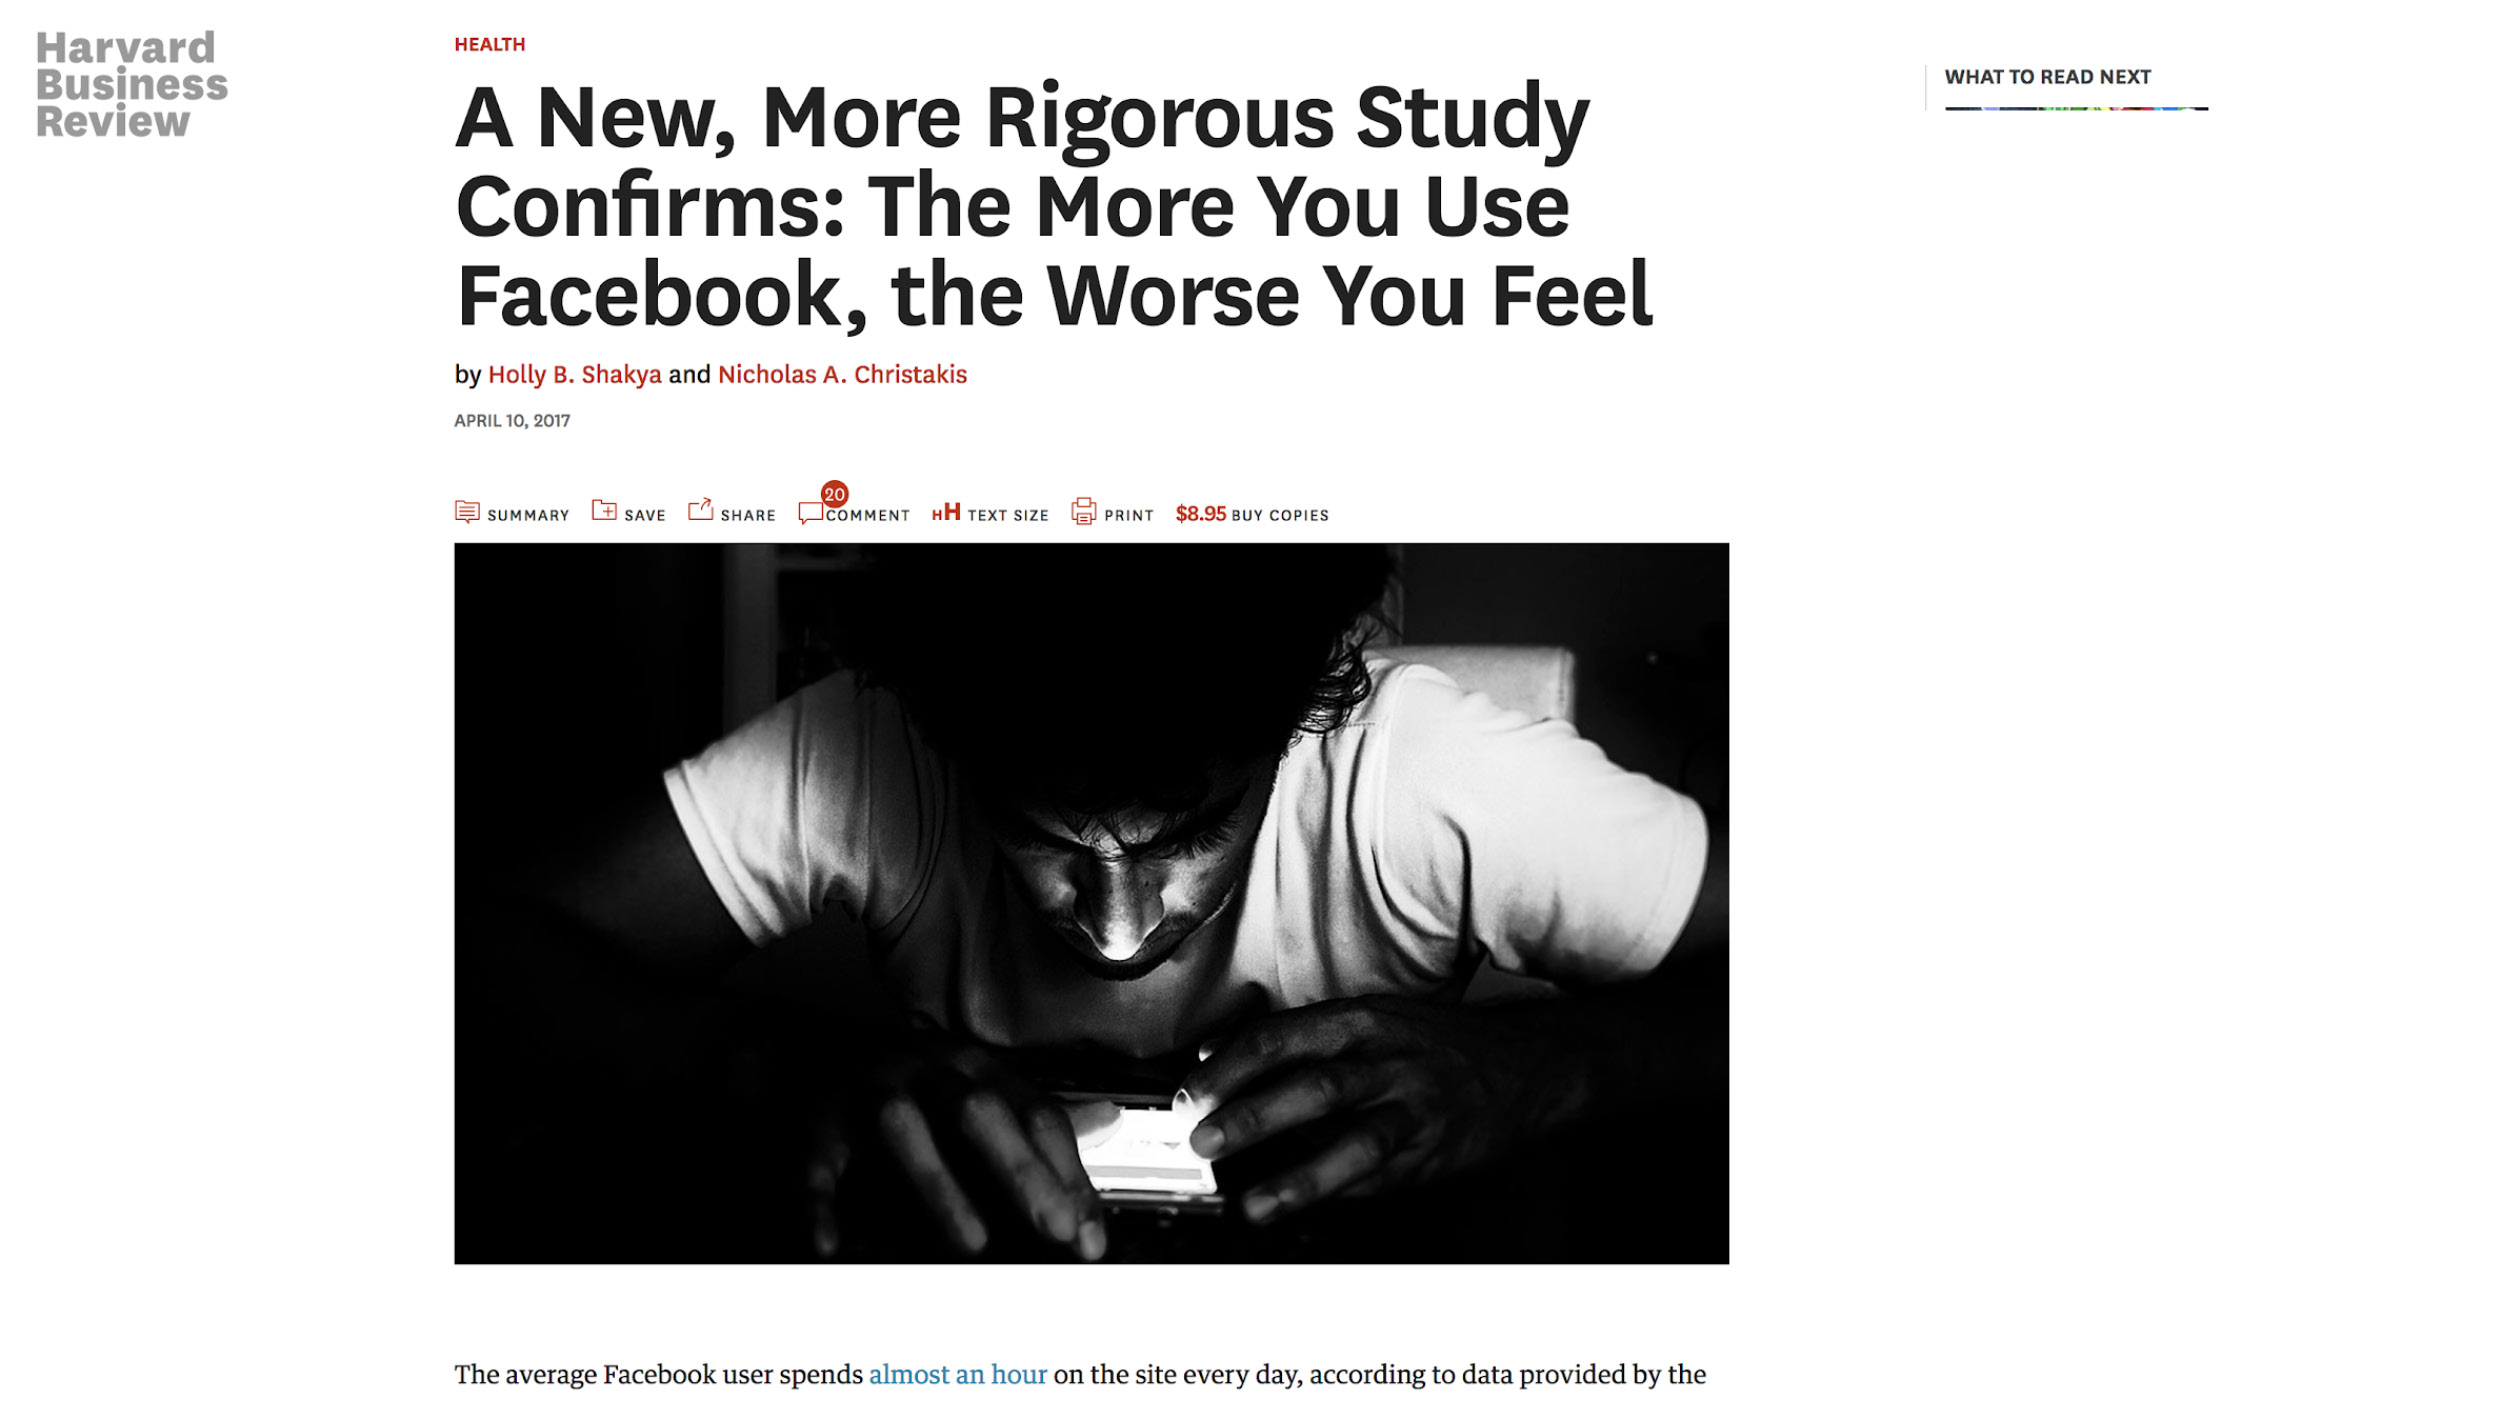 Harvard
Business
Review
HEALTH
A New, More Rigorous Study
Confirms: The More You Use
Facebook, the Worse You Feel
by Holly B. Shakya and Nicholas A. Christakis
APRIL 10, 2017
SUMMARY SAVE SHARE 20 COMMENT HH TEXT SIZE PRINT $8.95 BUY COPIES
The average Facebook user spends almost an hour on the site every day, according to data provided by the
WHAT TO READ NEXT